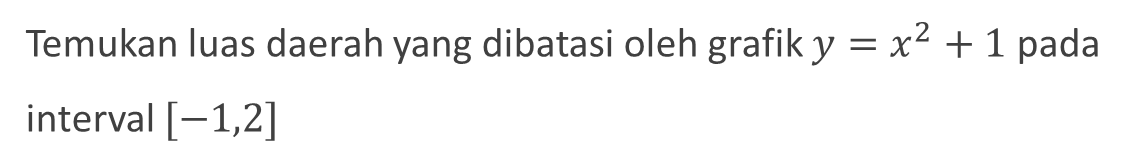 Temukan luas daerah yang dibatasi oleh grafik y = x² + 1 pada
interval [−1,2]